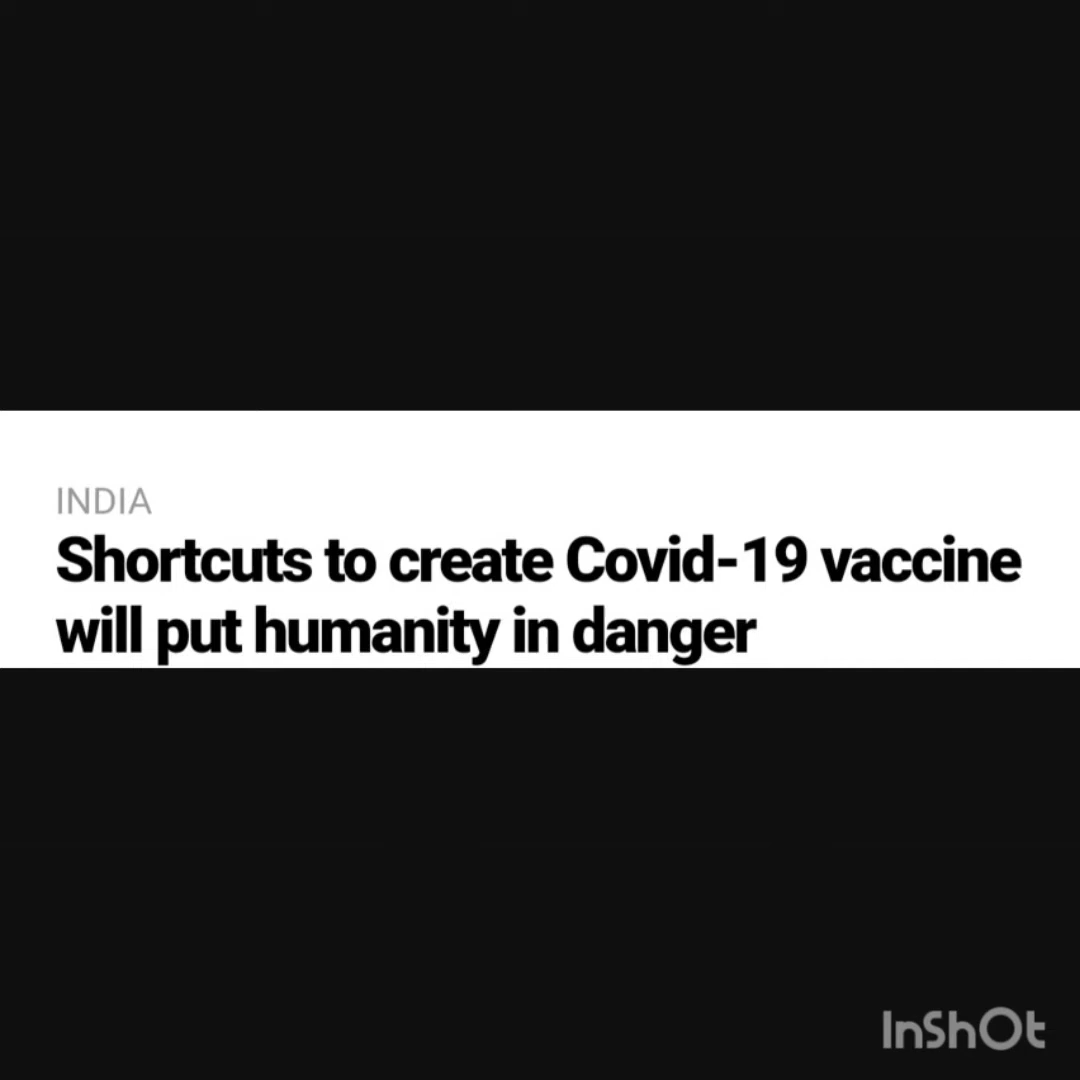 INDIA
Shortcuts to create Covid-19 vaccine
will put humanity in danger
InShOt